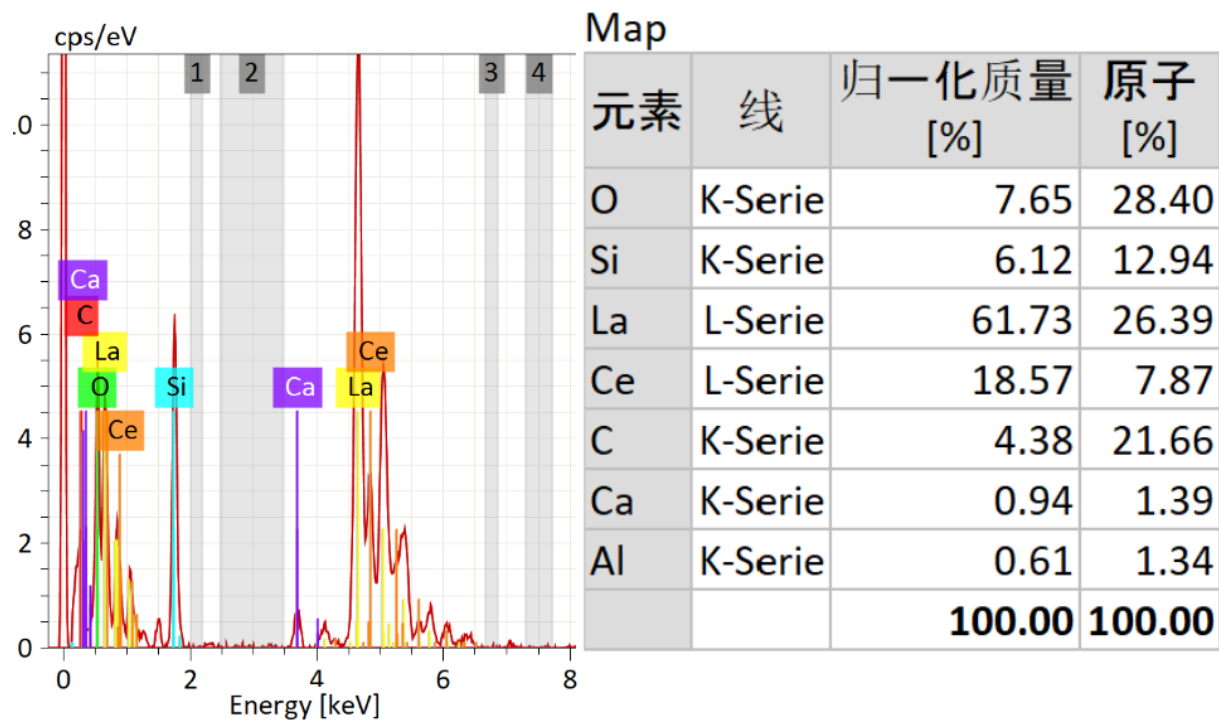 cps/eV
1 2 3 4
.0
8
Ca
C
6
La
Ce
O
Si
Ca
La
Ce
4
2
0
0 2 4 6 8
Energy [keV]
Map
元素 线 归一化质量 [%] 原子 [%]
O K-Serie 7.65 28.40
Si K-Serie 6.12 12.94
La L-Serie 61.73 26.39
Ce L-Serie 18.57 7.87
C K-Serie 4.38 21.66
Ca K-Serie 0.94 1.39
Al K-Serie 0.61 1.34
100.00 100.00